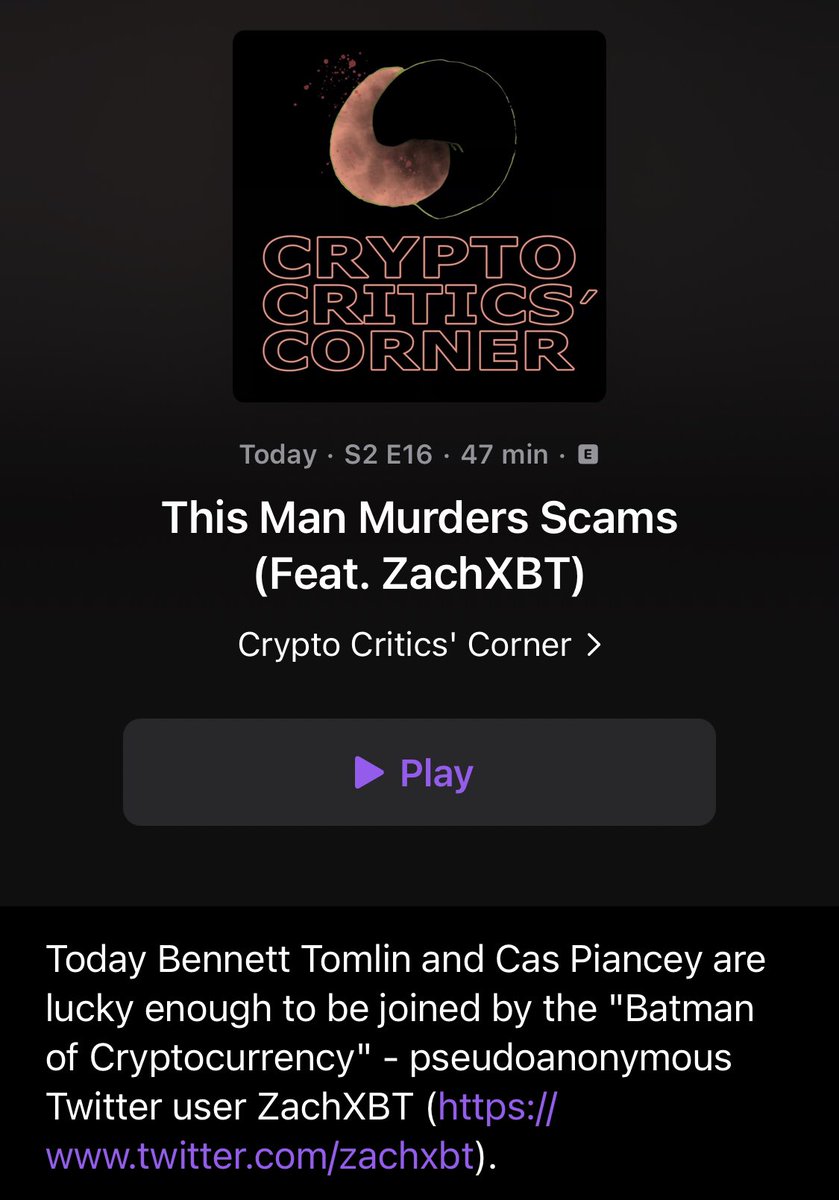 CRYPTO
CRITICS'
CORNER
Today · S2 E16 · 47 min · E
This Man Murders Scams
(Feat. ZachXBT)
Crypto Critics' Corner
Play
Today Bennett Tomlin and Cas Piancey are
lucky enough to be joined by the "Batman
of Cryptocurrency" - pseudoanonymous
Twitter user ZachXBT (https://
www.twitter.com/zachxbt).